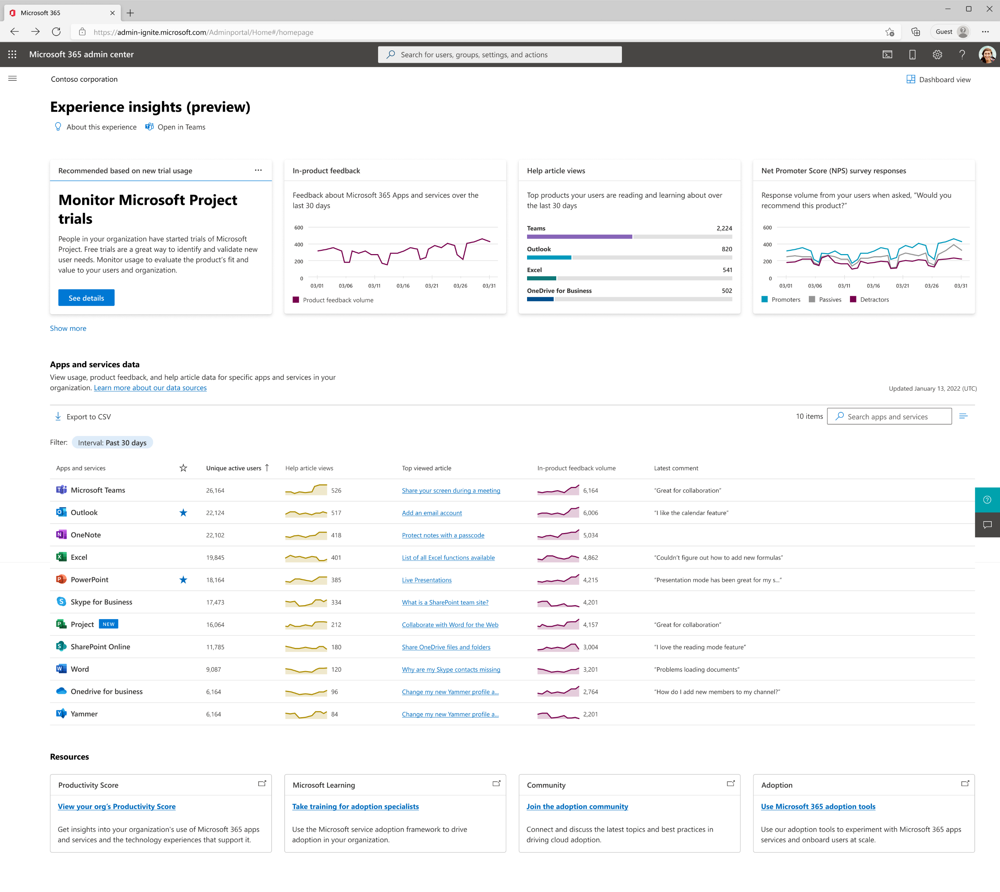 Microsoft 365
https://admin-ignite.microsoft.com/Adminportal/Home#/homepage
Guest
Microsoft 365 admin center
Search for users, groups, settings, and actions
Contoso corporation
Dashboard view
Experience insights (preview)
About this experience
Open in Teams
Recommended based on new trial usage
Monitor Microsoft Project
trials
People in your organization have started trials of Microsoft
Project. Free trials are a great way to identify and validate new
user needs. Monitor usage to evaluate the product's fit and
value to your users and organization.
See details
In-product feedback
Feedback about Microsoft 365 Apps and services over the
last 30 days
600
400
200
0
03/01 03/06 03/11 03/16 03/21 03/26 03/31
Product feedback volume
Help article views
Top products your users are reading and learning about over
the last 30 days
Teams 2,224
Outlook 820
Excel 541
OneDrive for Business 502
Net Promoter Score (NPS) survey responses
Response volume from your users when asked, "Would you
recommend this product?"
600
400
200
0
03/01 03/06 03/11 03/16 03/21 03/26 03/31
Promoters Passives Detractors
Show more
Apps and services data
View usage, product feedback, and help article data for specific apps and services in your
organization. Learn more about our data sources
Updated January 13, 2022 (UTC)
Export to CSV
10 items
Search apps and services
Filter: Interval: Past 30 days
Apps and services Unique active users ↑ Help article views Top viewed article In-product feedback volume Latest comment
Microsoft Teams 26,164 526 Share your screen during a meeting 6,164 "Great for collaboration"
Outlook 22,124 517 Add an email account 6,006 "I like the calendar feature"
OneNote 22,102 418 Protect notes with a passcode 5,034
Excel 19,845 401 List of all Excel functions available 4,862 "Couldn't figure out how to add new formulas"
PowerPoint 18,164 385 Live Presentations 4,215 "Presentation mode has been great for my s..."
Skype for Business 17,473 334 What is a SharePoint team site? 4,201
Project NEW 16,064 212 Collaborate with Word for the Web 4,157 "Great for collaboration"
SharePoint Online 11,785 180 Share OneDrive files and folders 3,004 "I love the reading mode feature"
Word 9,087 120 Why are my Skype contacts missing 3,201 "Problems loading documents"
Onedrive for business 6,164 96 Change my new Yammer profile a... 2,764 "How do I add new members to my channel?"
Yammer 6,164 84 Change my new Yammer profile a... 2,201
Resources
Productivity Score
View your org's Productivity Score
Get insights into your organization's use of Microsoft 365 apps
and services and the technology experiences that support it.
Microsoft Learning
Take training for adoption specialists
Use the Microsoft service adoption framework to drive
adoption in your organization.
Community
Join the adoption community
Connect and discuss the latest topics and best practices in
driving cloud adoption.
Adoption
Use Microsoft 365 adoption tools
Use our adoption tools to experiment with Microsoft 365 apps
services and onboard users at scale.